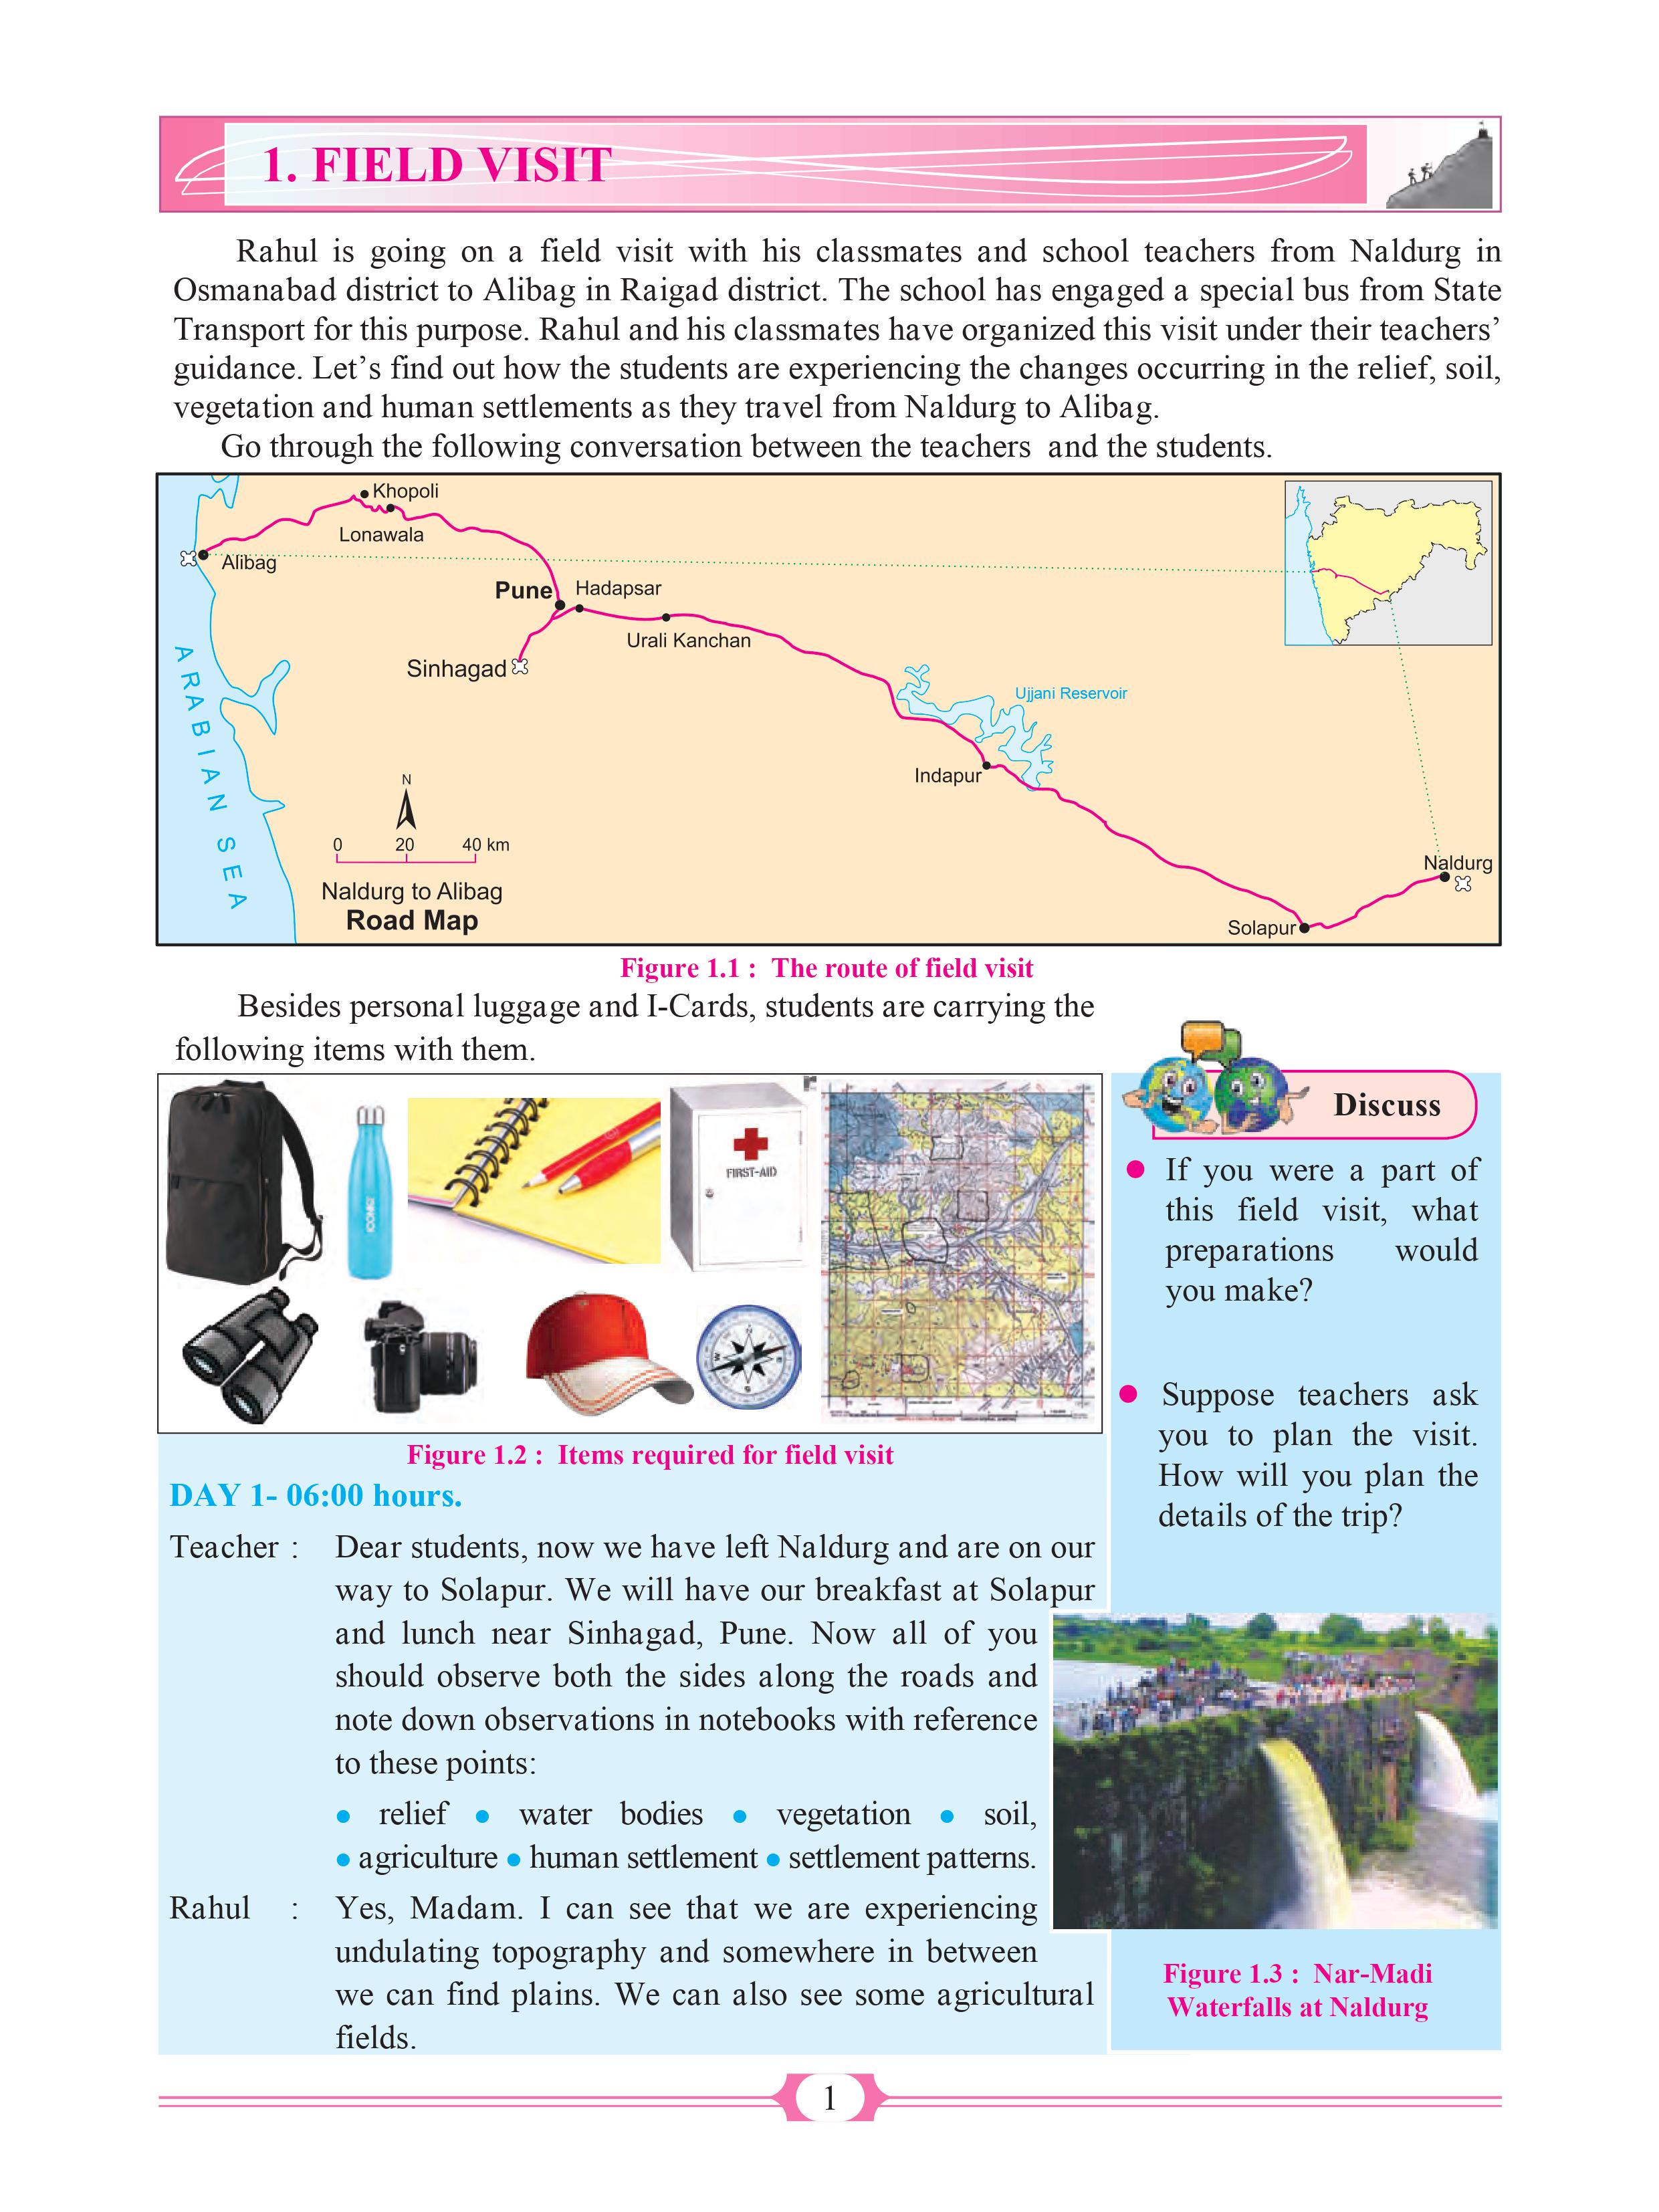 1. FIELD VISIT
Rahul is going on a field visit with his classmates and school teachers from Naldurg in
Osmanabad district to Alibag in Raigad district. The school has engaged a special bus from State
Transport for this purpose. Rahul and his classmates have organized this visit under their teachers’
guidance. Let’s find out how the students are experiencing the changes occurring in the relief, soil,
vegetation and human settlements as they travel from Naldurg to Alibag.
Go through the following conversation between the teachers and the students.
Khopoli
Lonawala
Alibag
Pune
Hadapsar
Urali Kanchan
Sinhagad
Ujjani Reservoir
Indapur
ARABIAN SEA
N
0 20 40 km
Naldurg to Alibag
Road Map
Naldurg
Solapur
Figure 1.1 : The route of field visit
Besides personal luggage and I-Cards, students are carrying the
following items with them.
ICONIC
FIRST-AID
Figure 1.2 : Items required for field visit
DAY 1- 06:00 hours.
Teacher : Dear students, now we have left Naldurg and are on our
way to Solapur. We will have our breakfast at Solapur
and lunch near Sinhagad, Pune. Now all of you
should observe both the sides along the roads and
note down observations in notebooks with reference
to these points:
• relief • water bodies • vegetation • soil,
• agriculture • human settlement • settlement patterns.
Rahul : Yes, Madam. I can see that we are experiencing
undulating topography and somewhere in between
we can find plains. We can also see some agricultural
fields.
Discuss
• If you were a part of
this field visit, what
preparations would
you make?
• Suppose teachers ask
you to plan the visit.
How will you plan the
details of the trip?
Figure 1.3 : Nar-Madi
Waterfalls at Naldurg
1